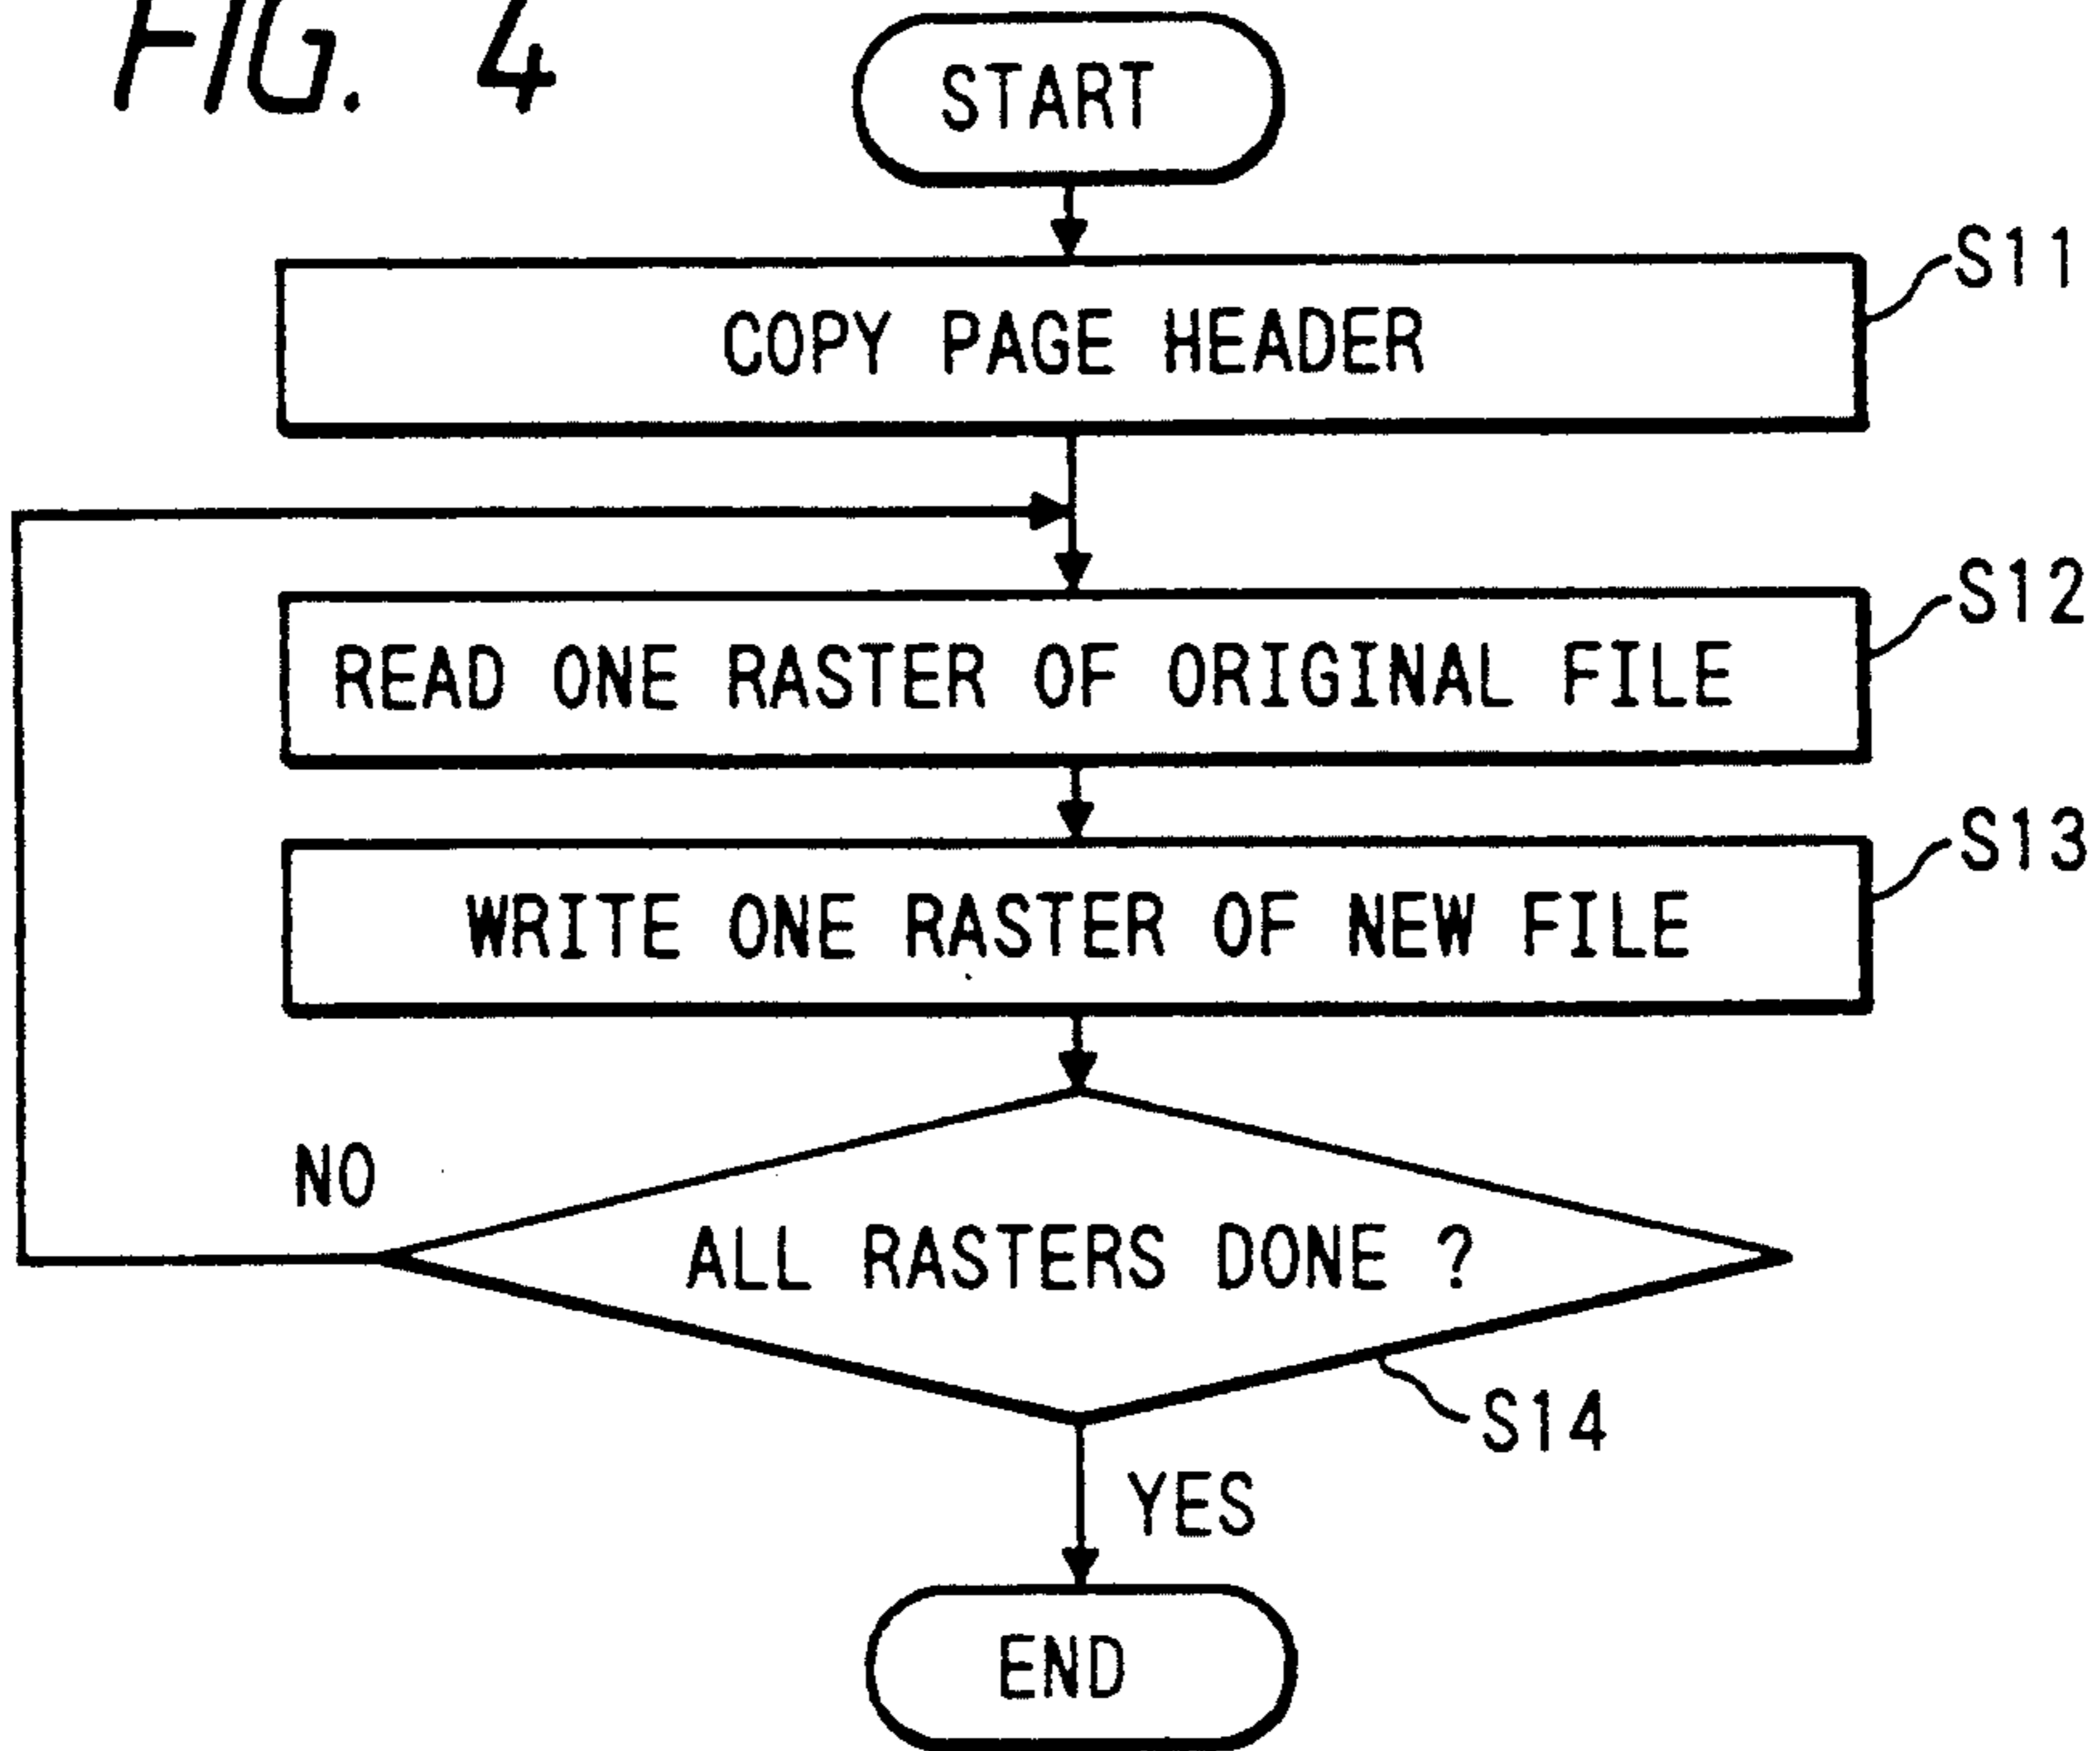 FIG. 4
START
S11
COPY PAGE HEADER
S12
READ ONE RASTER OF ORIGINAL FILE
S13
WRITE ONE RASTER OF NEW FILE
NO
ALL RASTERS DONE ?
S14
YES
END